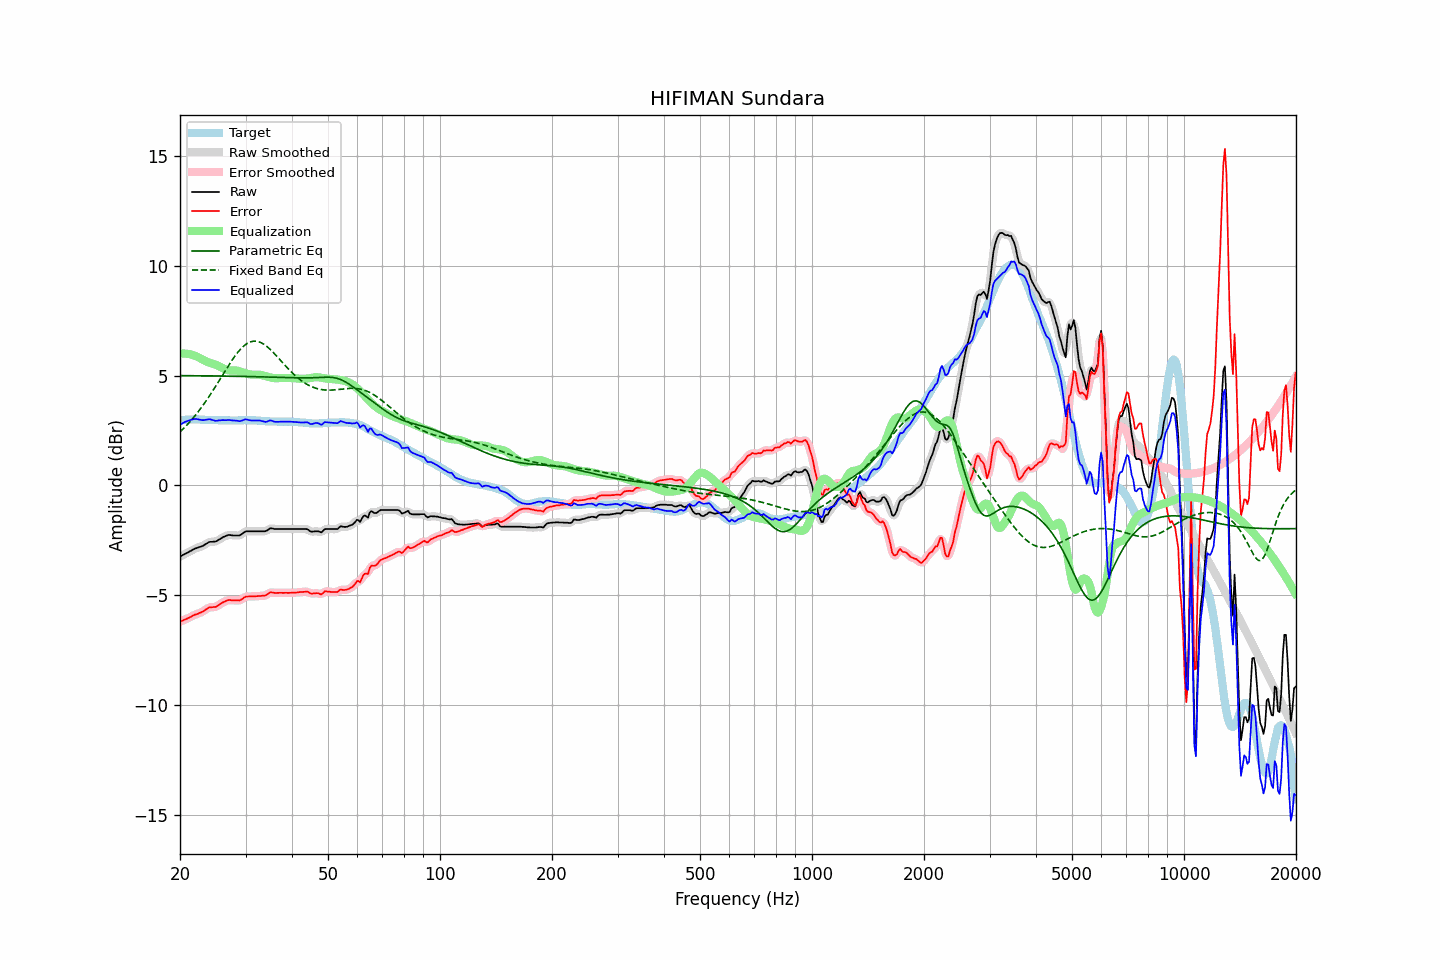 HIFIMAN Sundara
Target
Raw Smoothed
Error Smoothed
Raw
Error
Equalization
Parametric Eq
Fixed Band Eq
Equalized
Amplitude (dBr)
15
10
5
0
−5
−10
−15
20
50
100
200
500
1000
2000
5000
10000
20000
Frequency (Hz)